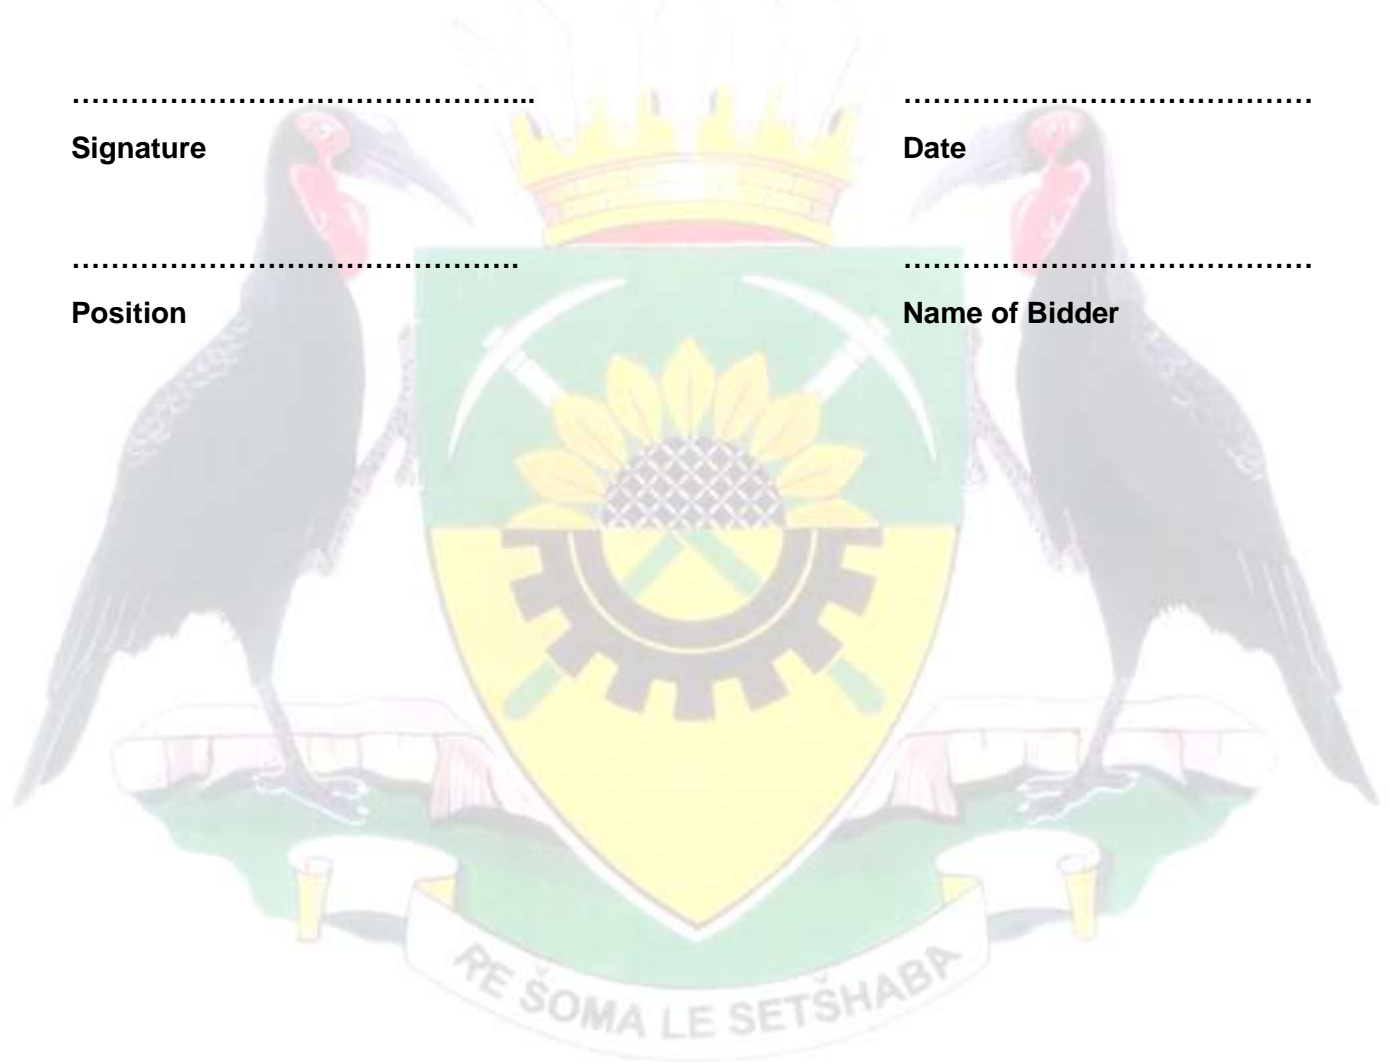 …………………………………………... ……………………………………
Signature Date
………………………………………. ……………………………………
Position Name of Bidder
RE ŠOMA LE SETŠHABA